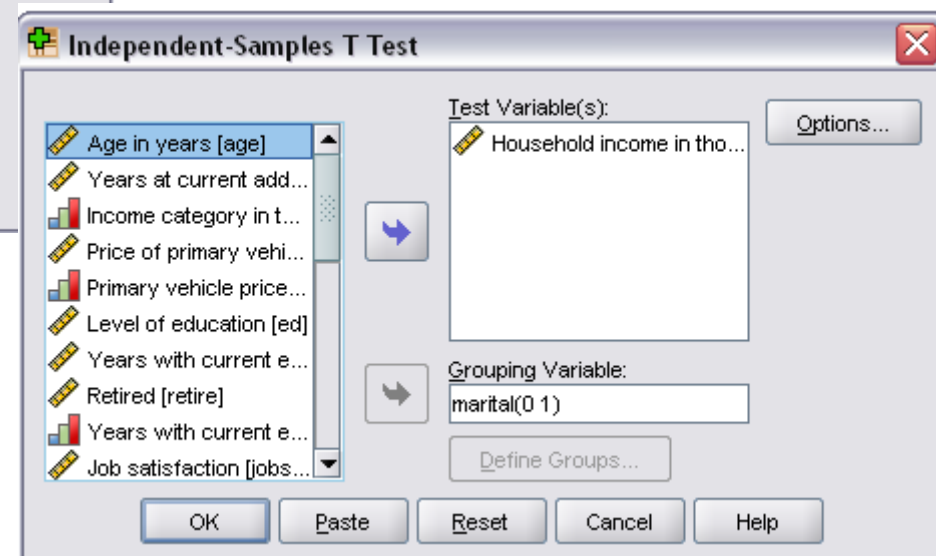 Independent-Samples T Test
Test Variable(s):
Options...
Age in years [age]
Household income in tho...
Years at current add...
Income category in t...
Price of primary vehi...
Primary vehicle price...
Level of education [ed]
Years with current e...
Retired [retire]
Years with current e...
Job satisfaction [jobs...
Grouping Variable:
marital(0 1)
Define Groups...
OK
Paste
Reset
Cancel
Help